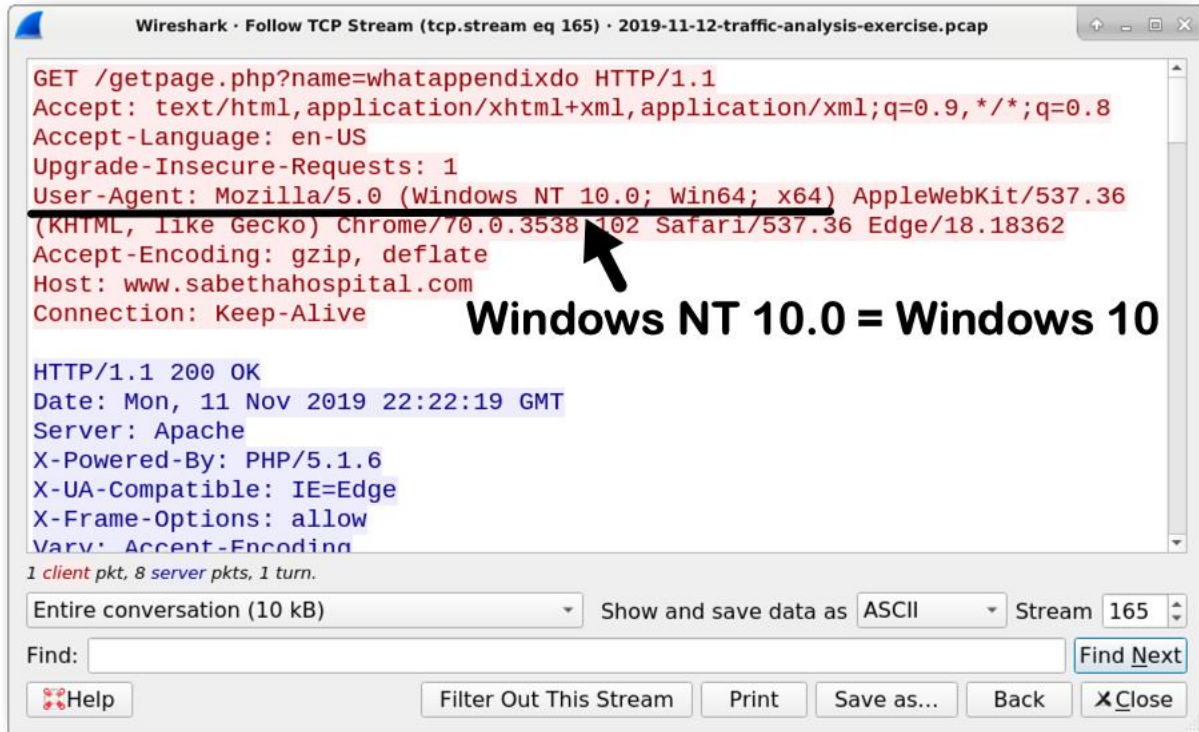 Wireshark · Follow TCP Stream (tcp.stream eq 165) · 2019-11-12-traffic-analysis-exercise.pcap
GET /getpage.php?name=whatappendixdo HTTP/1.1
Accept: text/html,application/xhtml+xml,application/xml;q=0.9,*/*;q=0.8
Accept-Language: en-US
Upgrade-Insecure-Requests: 1
User-Agent: Mozilla/5.0 (Windows NT 10.0; Win64; x64) AppleWebKit/537.36
(KHTML, like Gecko) Chrome/70.0.3538.102 Safari/537.36 Edge/18.18362
Accept-Encoding: gzip, deflate
Host: www.sabethahospital.com
Connection: Keep-Alive
Windows NT 10.0 = Windows 10
HTTP/1.1 200 OK
Date: Mon, 11 Nov 2019 22:22:19 GMT
Server: Apache
X-Powered-By: PHP/5.1.6
X-UA-Compatible: IE=Edge
X-Frame-Options: allow
Vary: Accept-Encoding
1 client pkt, 8 server pkts, 1 turn.
Entire conversation (10 kB) Show and save data as ASCII Stream 165
Find: Find Next
Help Filter Out This Stream Print Save as... Back Close